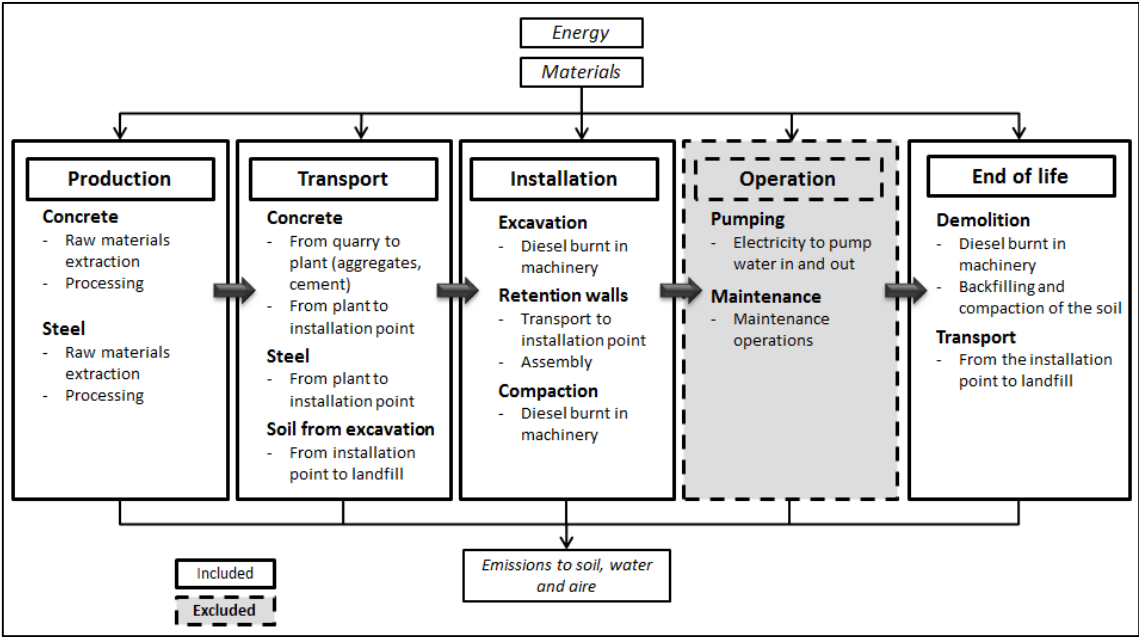 Energy
Materials
Production
Concrete
- Raw materials
extraction
- Processing
Steel
- Raw materials
extraction
- Processing
Transport
Concrete
- From quarry to
plant (aggregates,
cement)
- From plant to
installation point
Steel
- From plant to
installation point
Soil from excavation
- From installation
point to landfill
Installation
Excavation
- Diesel burnt in
machinery
Retention walls
- Transport to
installation point
- Assembly
Compaction
- Diesel burnt in
machinery
Operation
Pumping
- Electricity to pump
water in and out
Maintenance
- Maintenance
operations
End of life
Demolition
- Diesel burnt in
machinery
- Backfilling and
compaction of the soil
Transport
- From the installation
point to landfill
Emissions to soil, water
and aire
Included
Excluded